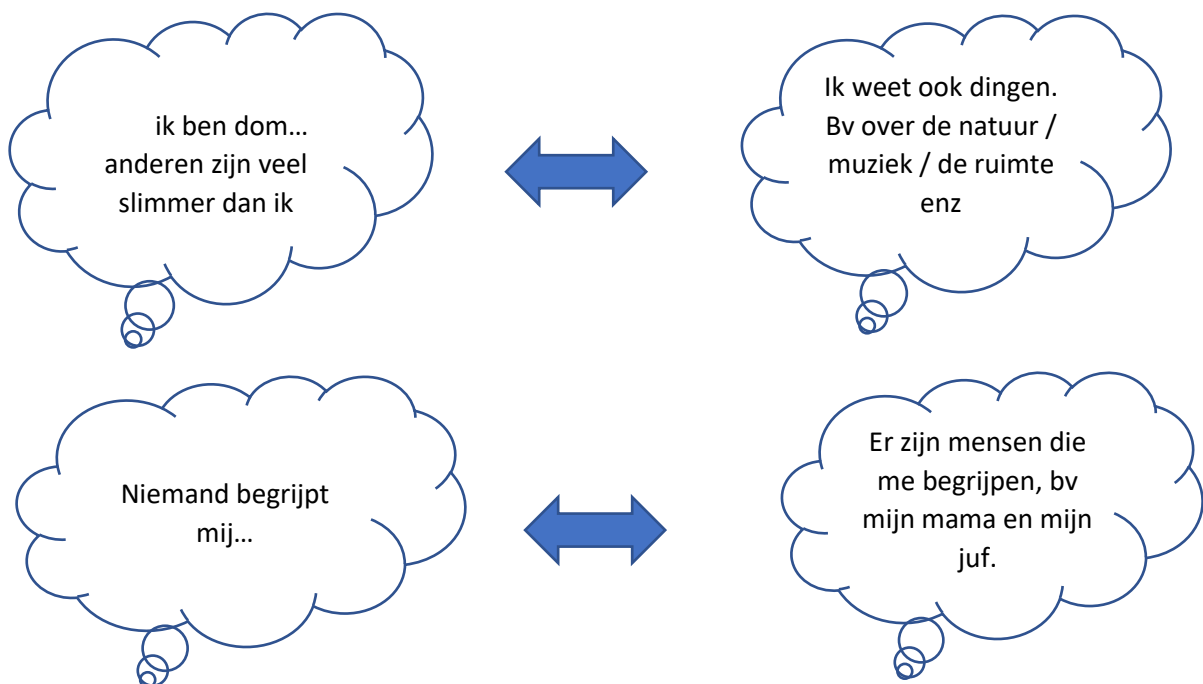 ik ben dom…
anderen zijn veel
slimmer dan ik
Ik weet ook dingen.
Bv over de natuur /
muziek / de ruimte
enz
Niemand begrijpt
mij…
Er zijn mensen die
me begrijpen, bv
mijn mama en mijn
juf.